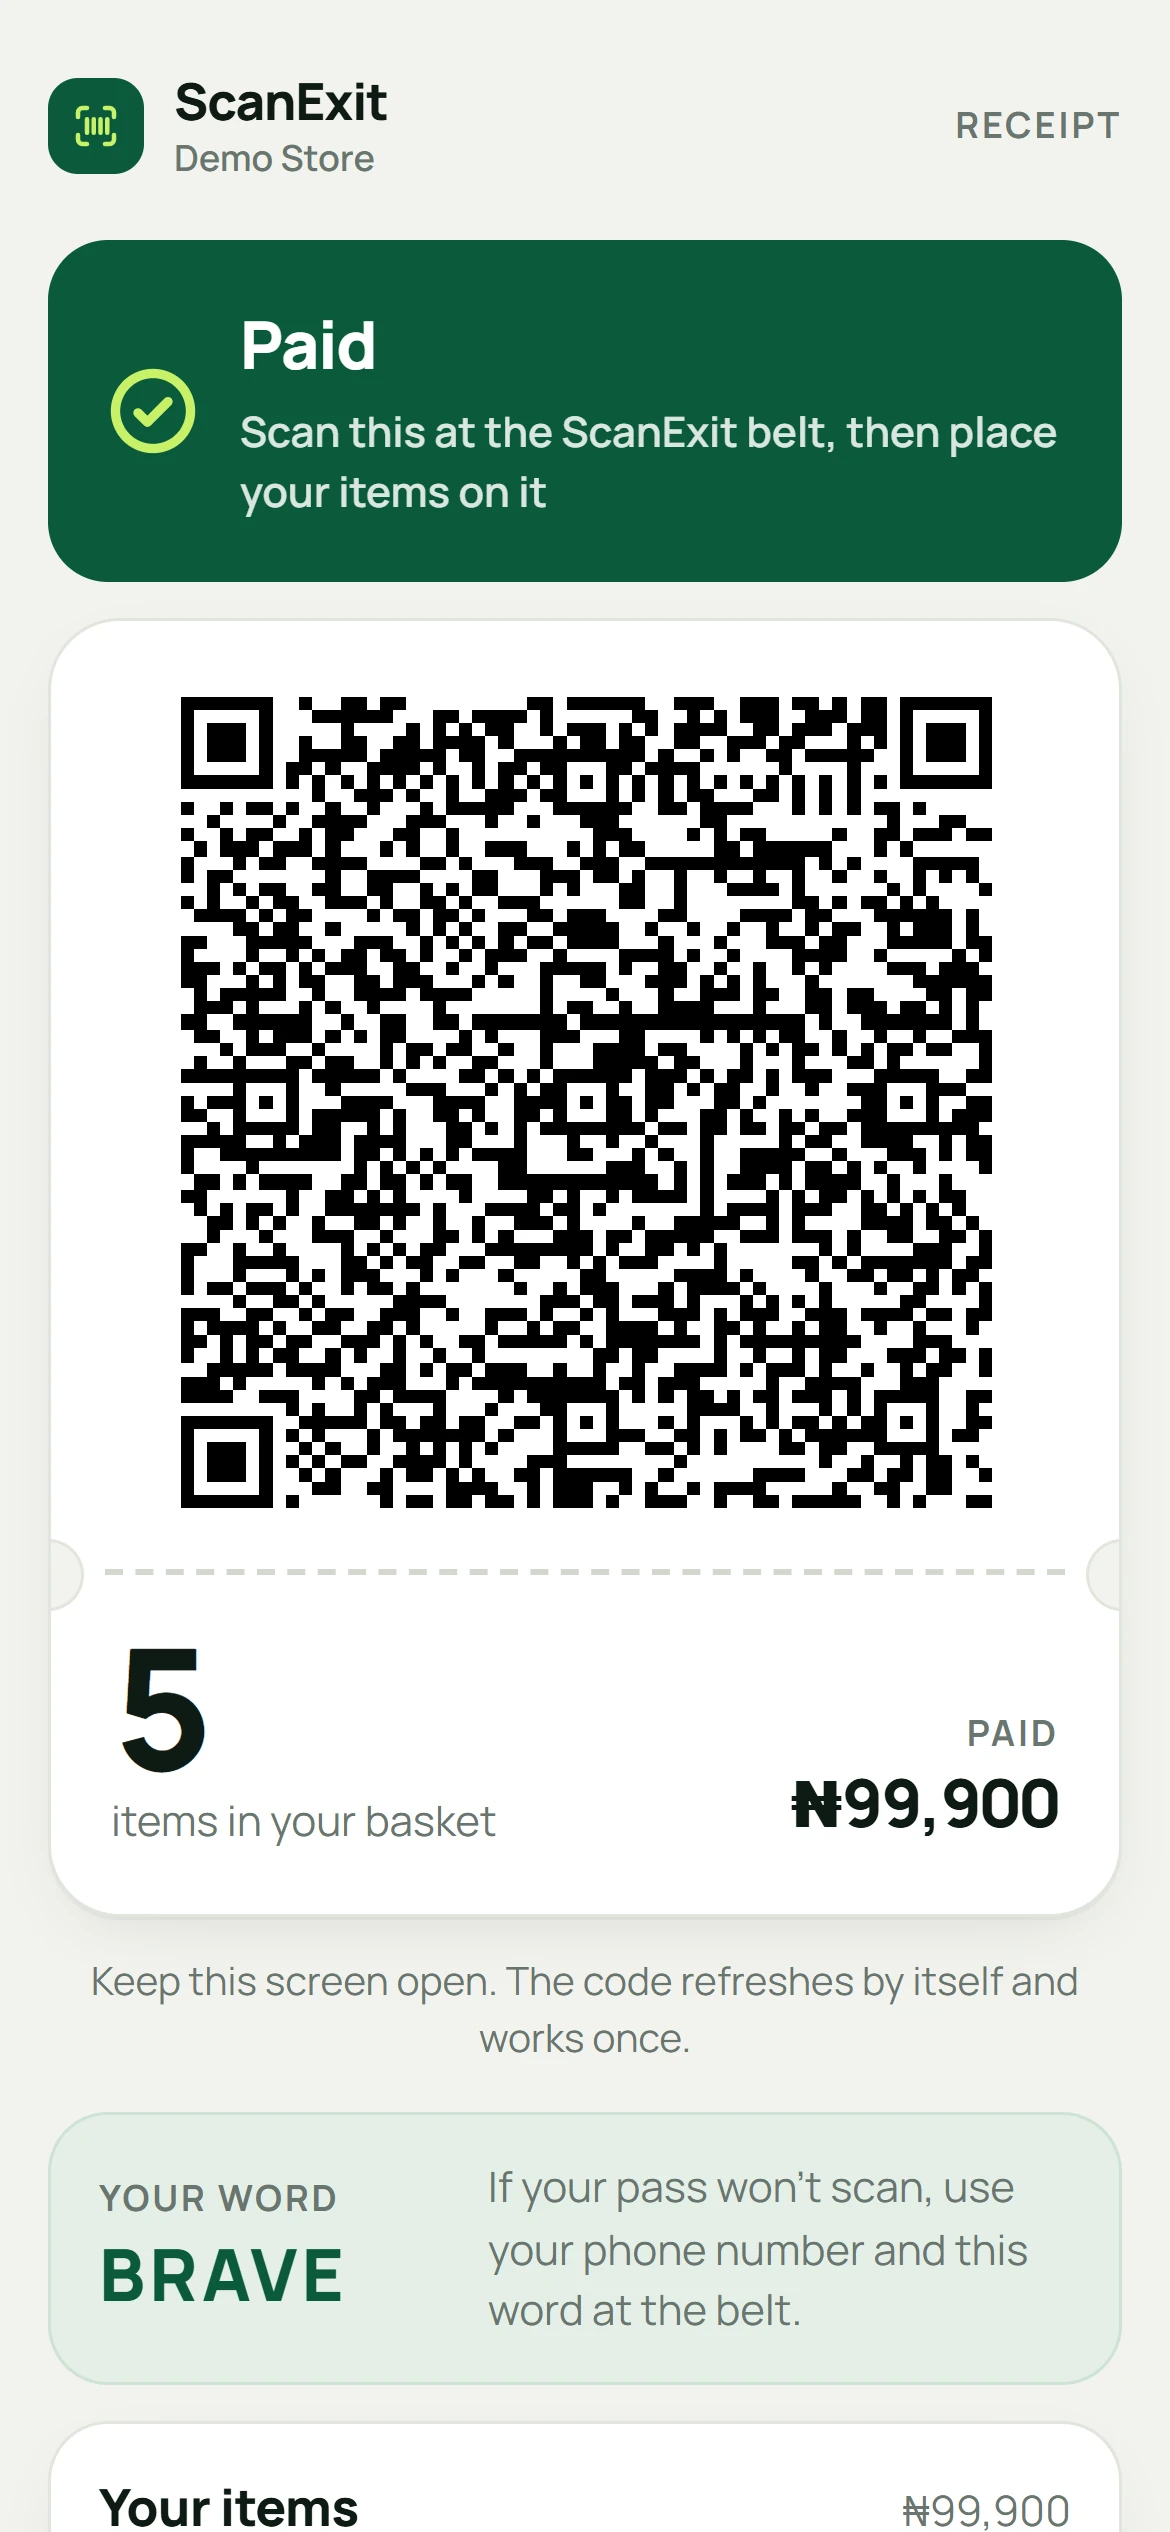 ScanExit
Demo Store
RECEIPT
Paid
Scan this at the ScanExit belt, then place
your items on it
5
items in your basket
PAID
₦99,900
Keep this screen open. The code refreshes by itself and
works once.
YOUR WORD
BRAVE
If your pass won’t scan, use
your phone number and this
word at the belt.
Your items
₦99,900